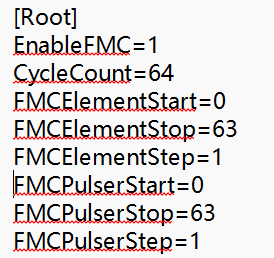 [Root]
EnableFMC=1
CycleCount=64
FMCElementStart=0
FMCElementStop=63
FMCElementStep=1
FMCPulserStart=0
FMCPulserStop=63
FMCPulserStep=1